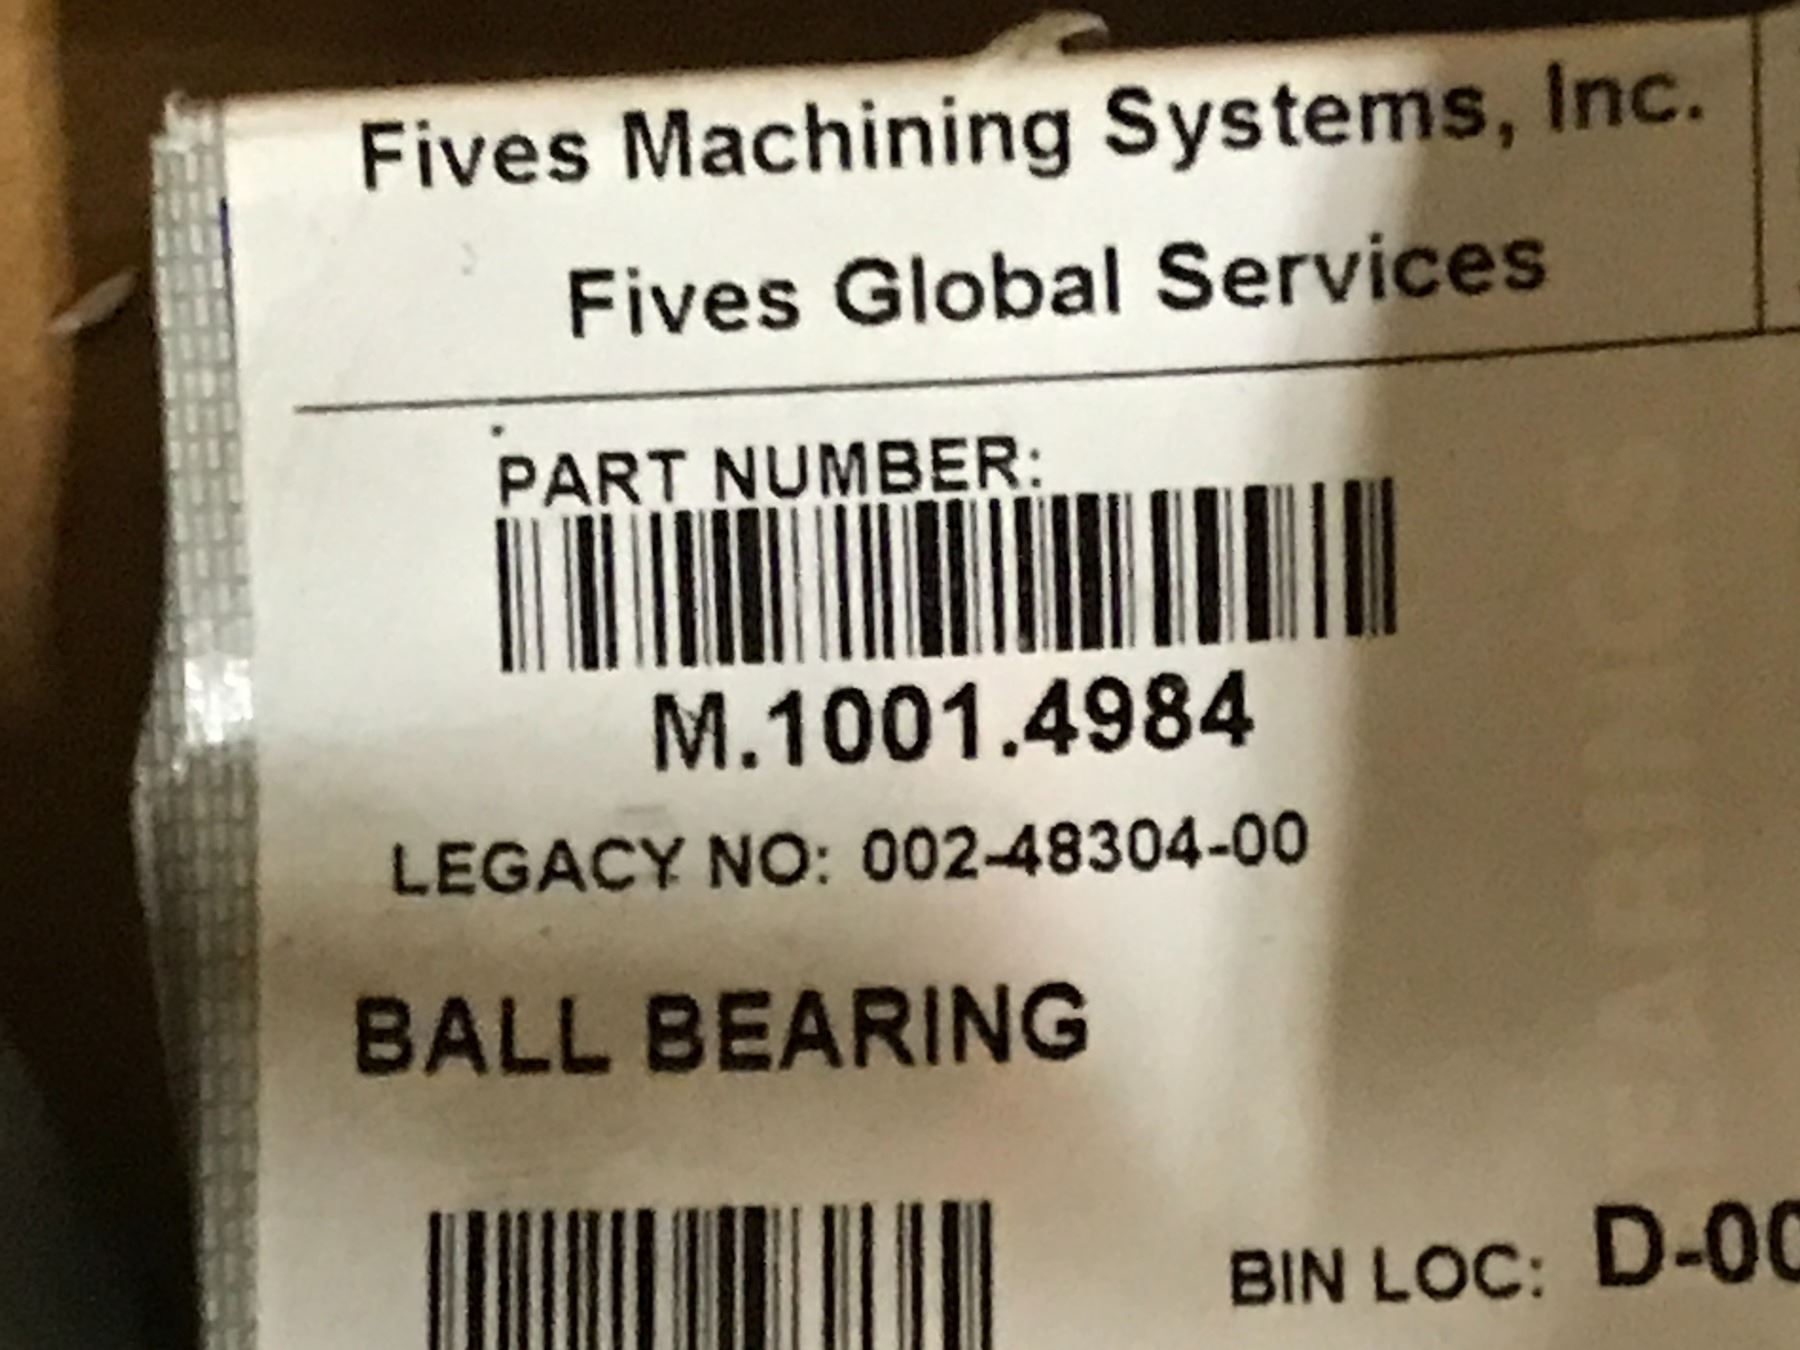 Fives Machining Systems, Inc.
Fives Global Services
PART NUMBER:
M.1001.4984
LEGACY NO: 002-48304-00
BALL BEARING
BIN LOC: D-00